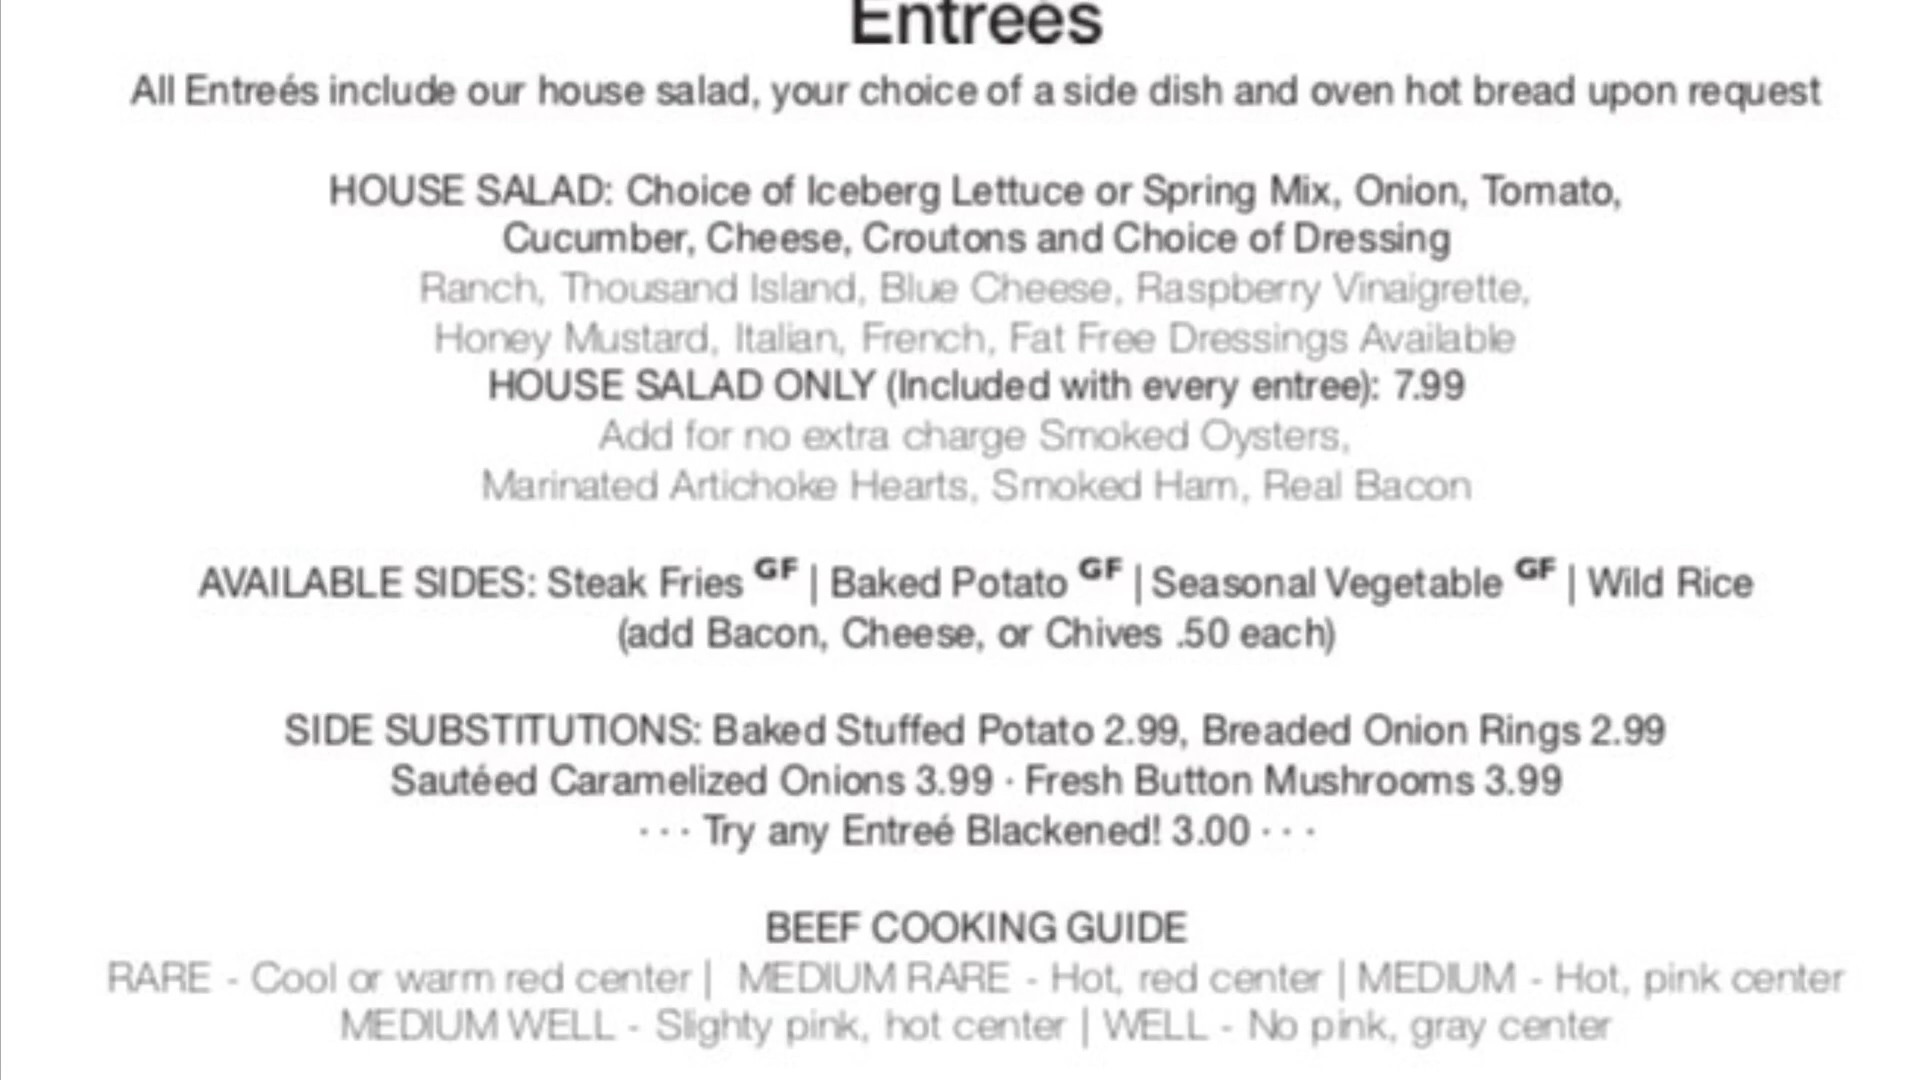 Entreés
All Entreés include our house salad, your choice of a side dish and oven hot bread upon request
HOUSE SALAD: Choice of Iceberg Lettuce or Spring Mix, Onion, Tomato,
Cucumber, Cheese, Croutons and Choice of Dressing
Ranch, Thousand Island, Blue Cheese, Raspberry Vinaigrette,
Honey Mustard, Italian, French, Fat Free Dressings Available
HOUSE SALAD ONLY (Included with every entree): 7.99
Add for no extra charge Smoked Oysters,
Marinated Artichoke Hearts, Smoked Ham, Real Bacon
AVAILABLE SIDES: Steak Fries GF | Baked Potato GF | Seasonal Vegetable GF | Wild Rice
(add Bacon, Cheese, or Chives .50 each)
SIDE SUBSTITUTIONS: Baked Stuffed Potato 2.99, Breaded Onion Rings 2.99
Sautéed Caramelized Onions 3.99 · Fresh Button Mushrooms 3.99
· · · Try any Entreé Blackened! 3.00 · · ·
BEEF COOKING GUIDE
RARE - Cool or warm red center | MEDIUM RARE - Hot, red center | MEDIUM - Hot, pink center
MEDIUM WELL - Slighty pink, hot center | WELL - No pink, gray center